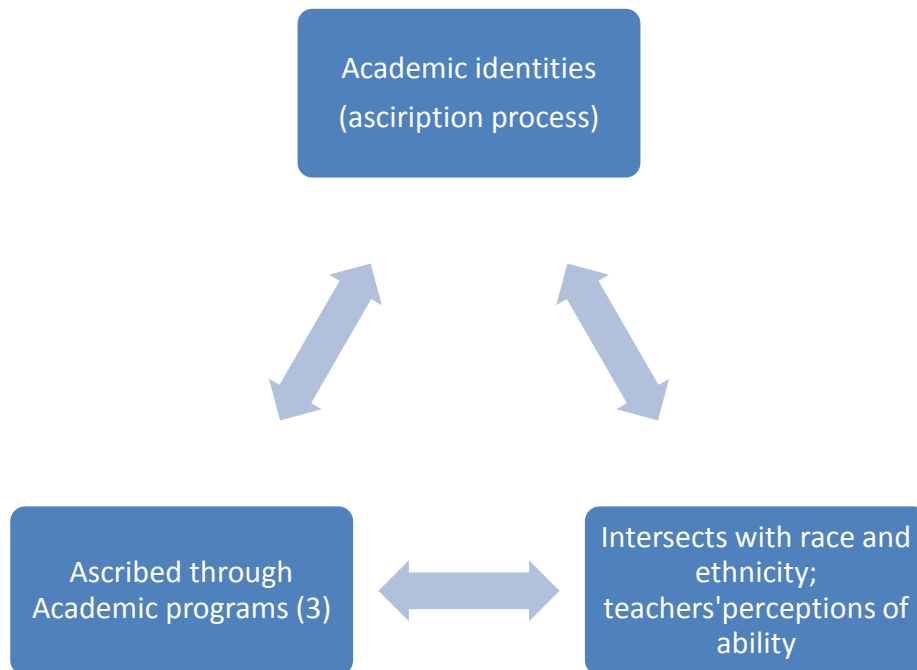 Academic identities
(asciription process)
Ascribed through
Academic programs (3)
Intersects with race and
ethnicity;
teachers'perceptions of
ability